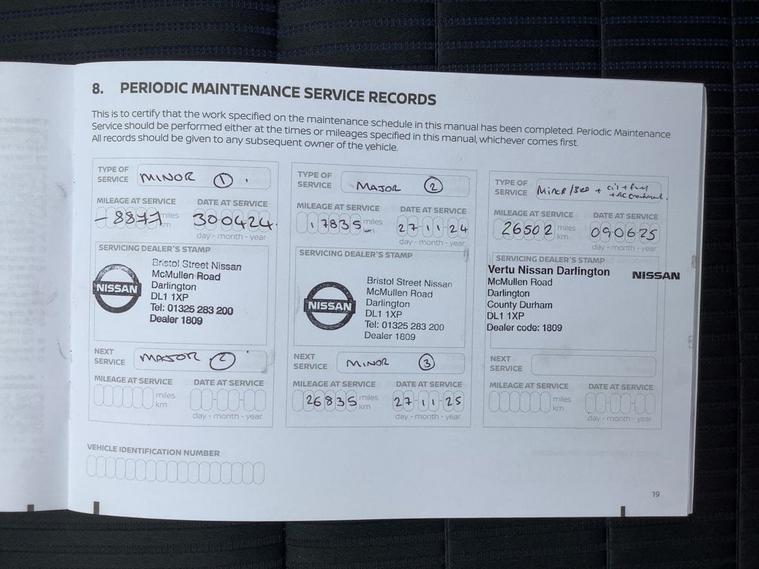 8. PERIODIC MAINTENANCE SERVICE RECORDS
This is to certify that the work specified on the maintenance schedule in this manual has been completed. Periodic Maintenance
Service should be performed either at the times or mileages specified in this manual, whichever comes first.
All records should be given to any subsequent owner of the vehicle.
TYPE OF
SERVICE
MINOR 1
MILEAGE AT SERVICE
DATE AT SERVICE
miles
km
300424
SERVICING DEALER'S STAMP
NISSAN
Bristol Street Nissan
McMullen Road
Darlington
DL1 1XP
Tel: 01325 283 200
Dealer 1809
NEXT
SERVICE
MAJOR 2
MILEAGE AT SERVICE
DATE AT SERVICE
miles
km
day - month - year
TYPE OF
SERVICE
MAJOR 2
MILEAGE AT SERVICE
DATE AT SERVICE
17835 miles
km
27 11 24
day - month - year
SERVICING DEALER'S STAMP
NISSAN
Bristol Street Nissan
McMullen Road
Darlington
DL1 1XP
Tel: 01325 283 200
Dealer 1809
NEXT
SERVICE
MINOR 3
MILEAGE AT SERVICE
DATE AT SERVICE
26835 miles
km
27 11 25
day - month - year
TYPE OF
SERVICE
MILEAGE AT SERVICE
DATE AT SERVICE
26502 miles
km
090625
day - month - year
SERVICING DEALER'S STAMP
Vertu Nissan Darlington
NISSAN
McMullen Road
Darlington
County Durham
DL1 1XP
Dealer code: 1809
NEXT
SERVICE
MILEAGE AT SERVICE
DATE AT SERVICE
miles
km
day - month - year
VEHICLE IDENTIFICATION NUMBER
19